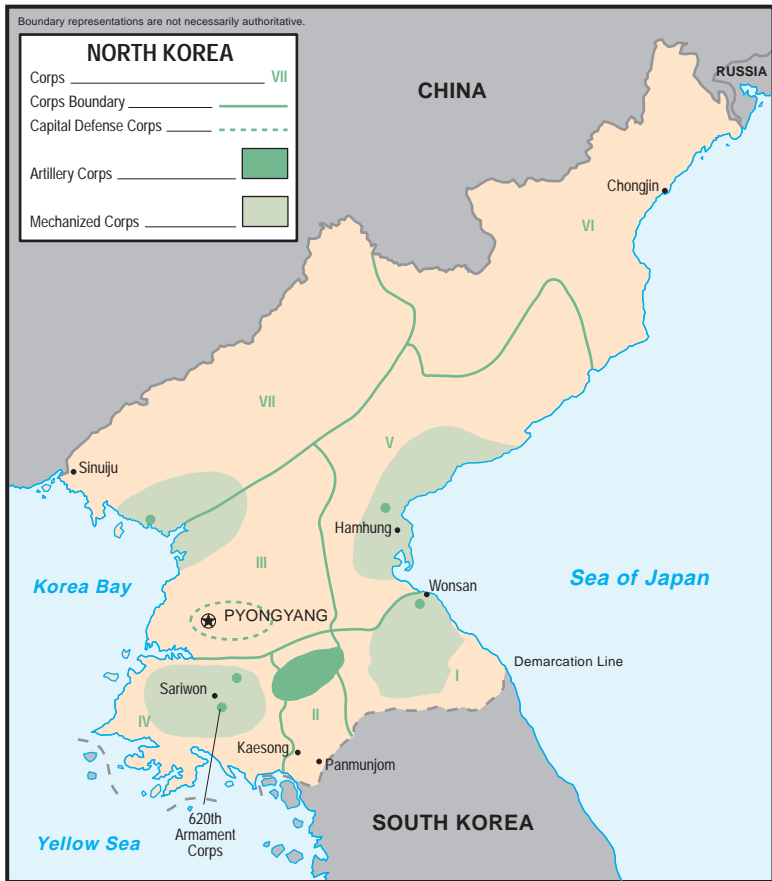 Boundary representations are not necessarily authoritative.
NORTH KOREA
Corps VII
Corps Boundary
Capital Defense Corps
Artillery Corps
Mechanized Corps
CHINA
RUSSIA
Chongjin
VI
VII
V
Sinuiju
Hamhung
III
Korea Bay
Sea of Japan
Wonsan
PYONGYANG
Demarcation Line
Sariwon
I
IV
II
Kaesong
Panmunjom
620th
Armament
Corps
SOUTH KOREA
Yellow Sea